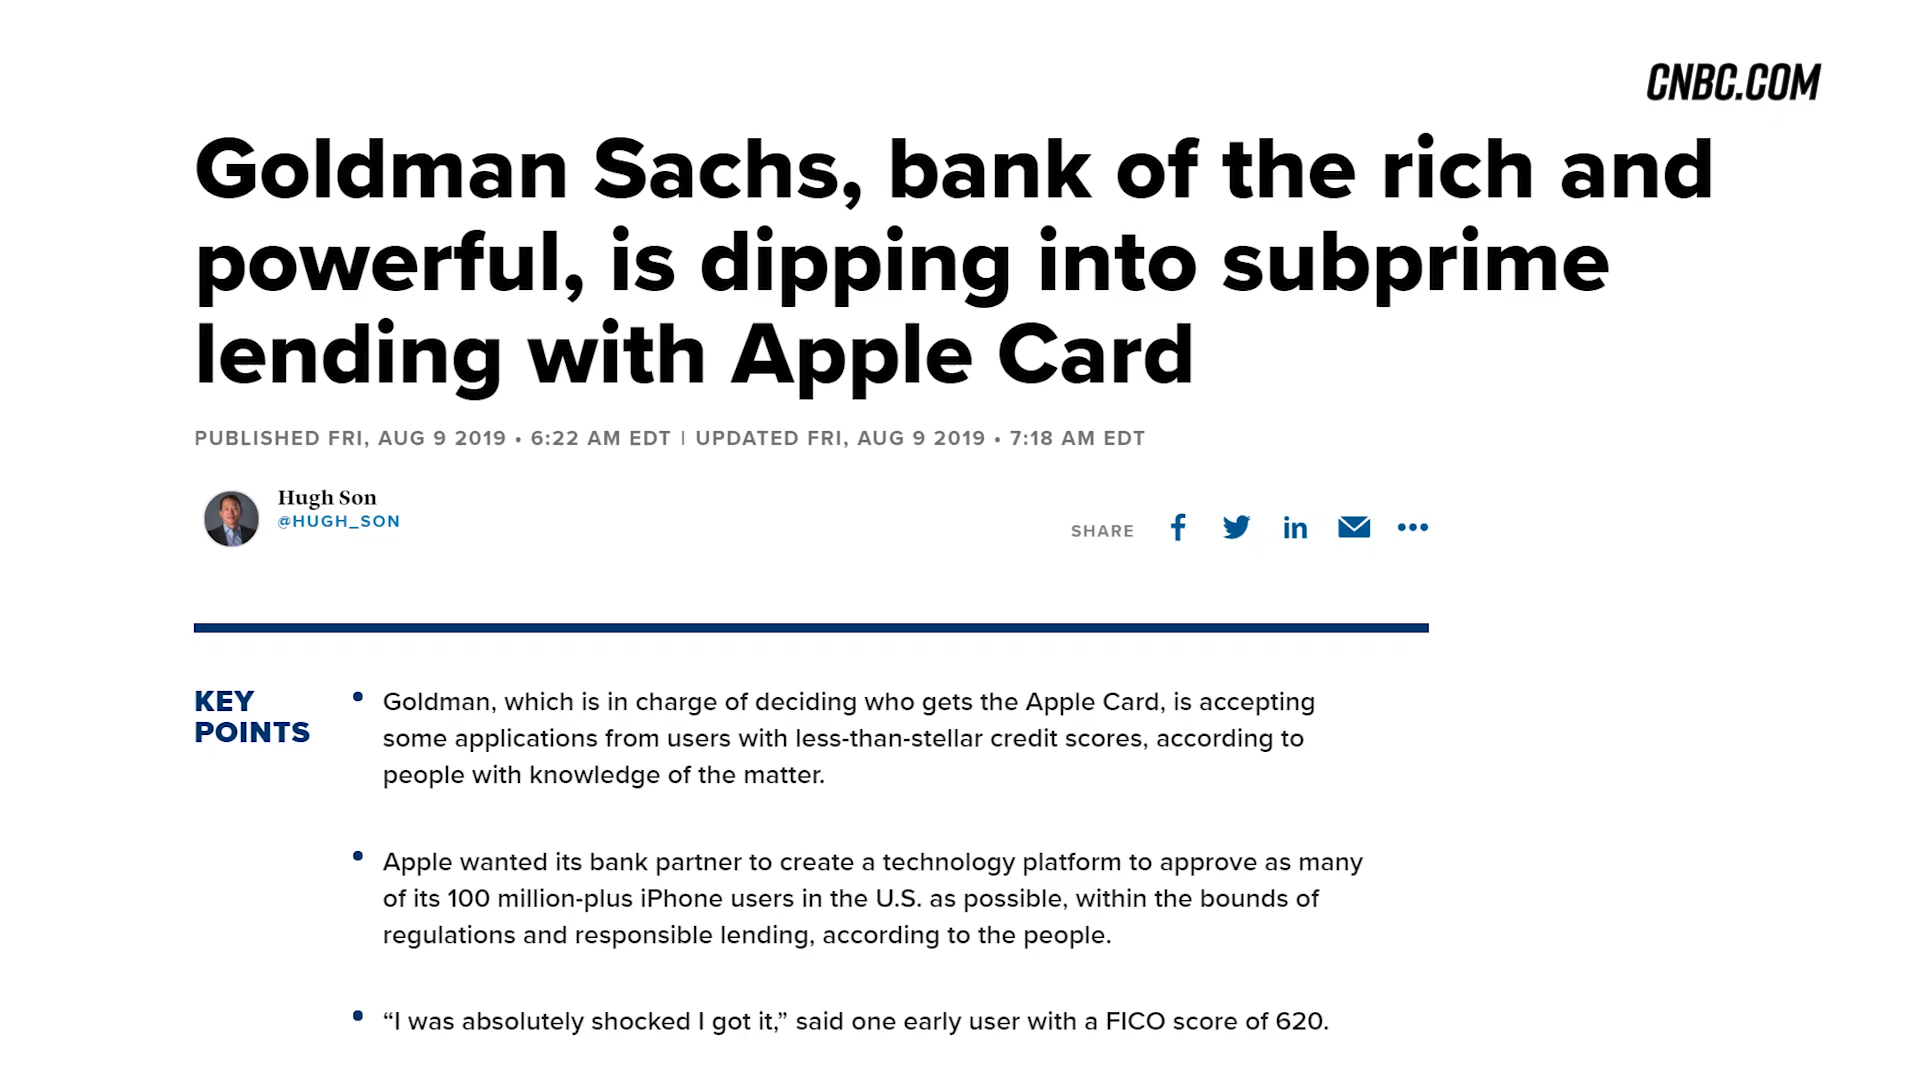 CNBC.COM
Goldman Sachs, bank of the rich and
powerful, is dipping into subprime
lending with Apple Card
PUBLISHED FRI, AUG 9 2019 • 6:22 AM EDT | UPDATED FRI, AUG 9 2019 • 7:18 AM EDT
Hugh Son
@HUGH_SON
SHARE
KEY
POINTS
• Goldman, which is in charge of deciding who gets the Apple Card, is accepting
some applications from users with less-than-stellar credit scores, according to
people with knowledge of the matter.
• Apple wanted its bank partner to create a technology platform to approve as many
of its 100 million-plus iPhone users in the U.S. as possible, within the bounds of
regulations and responsible lending, according to the people.
• “I was absolutely shocked I got it,” said one early user with a FICO score of 620.